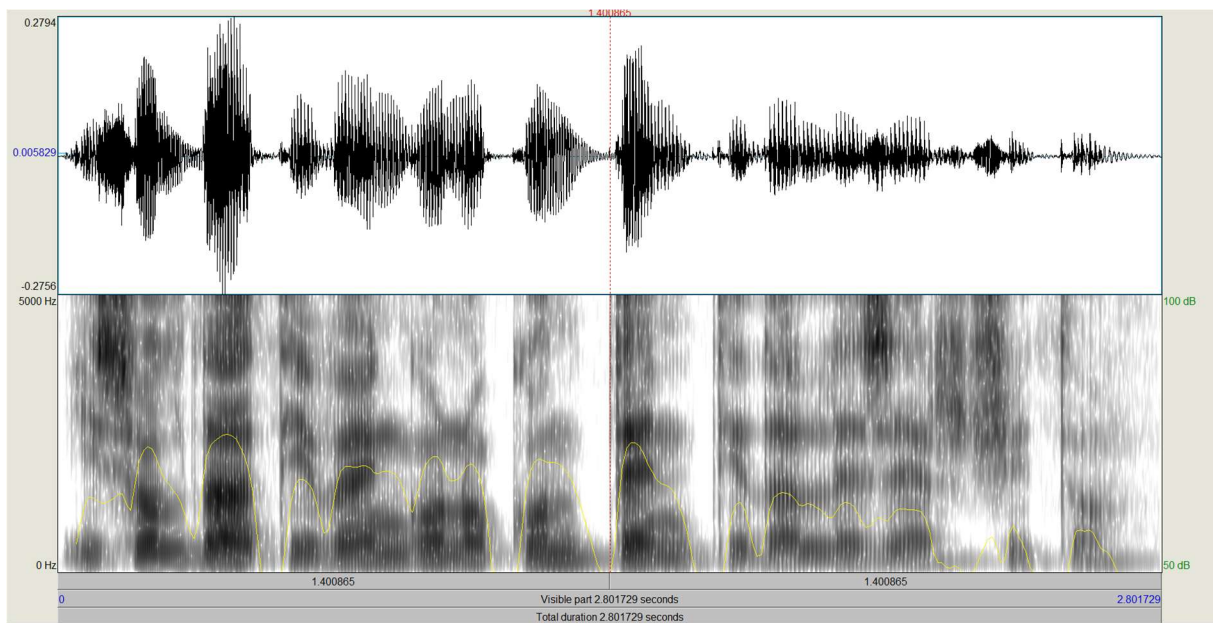 1.400865
0.2794
0.005829
-0.2756
5000 Hz
100 dB
0 Hz
50 dB
1.400865 1.400865
0 Visible part 2.801729 seconds 2.801729
Total duration 2.801729 seconds